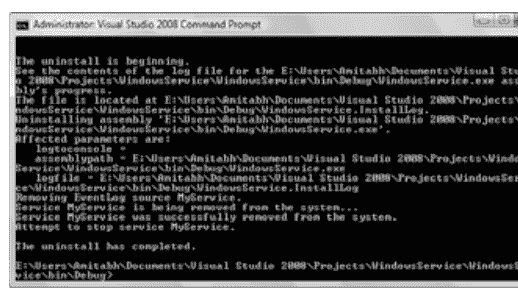 Administrator: Visual Studio 2008 Command Prompt
The uninstall is beginning.
See the contents of the log file for the E:\Users\Amitabh\Documents\Visual Stu
o 2008\Projects\WindowsService\WindowsService\bin\Debug\WindowsService.exe ass
bly's progress.
The file is located at E:\Users\Amitabh\Documents\Visual Studio 2008\Projects\
ndowsService\WindowsService\bin\Debug\WindowsService.InstallLog.
Uninstalling assembly 'E:\Users\Amitabh\Documents\Visual Studio 2008\Projects\
ndowsService\WindowsService\bin\Debug\WindowsService.exe'.
Affected parameters are:
logtoconsole =
assemblypath = E:\Users\Amitabh\Documents\Visual Studio 2008\Projects\Windo
Service\WindowsService\bin\Debug\WindowsService.exe
logfile = E:\Users\Amitabh\Documents\Visual Studio 2008\Projects\WindowsSer
ce\WindowsService\bin\Debug\WindowsService.InstallLog
Removing EventLog source MyService.
Service MyService is being removed from the system...
Service MyService was successfully removed from the system.
Attempt to stop service MyService.
The uninstall has completed.
E:\Users\Amitabh\Documents\Visual Studio 2008\Projects\WindowsService\WindowsS
vice\bin\Debug>